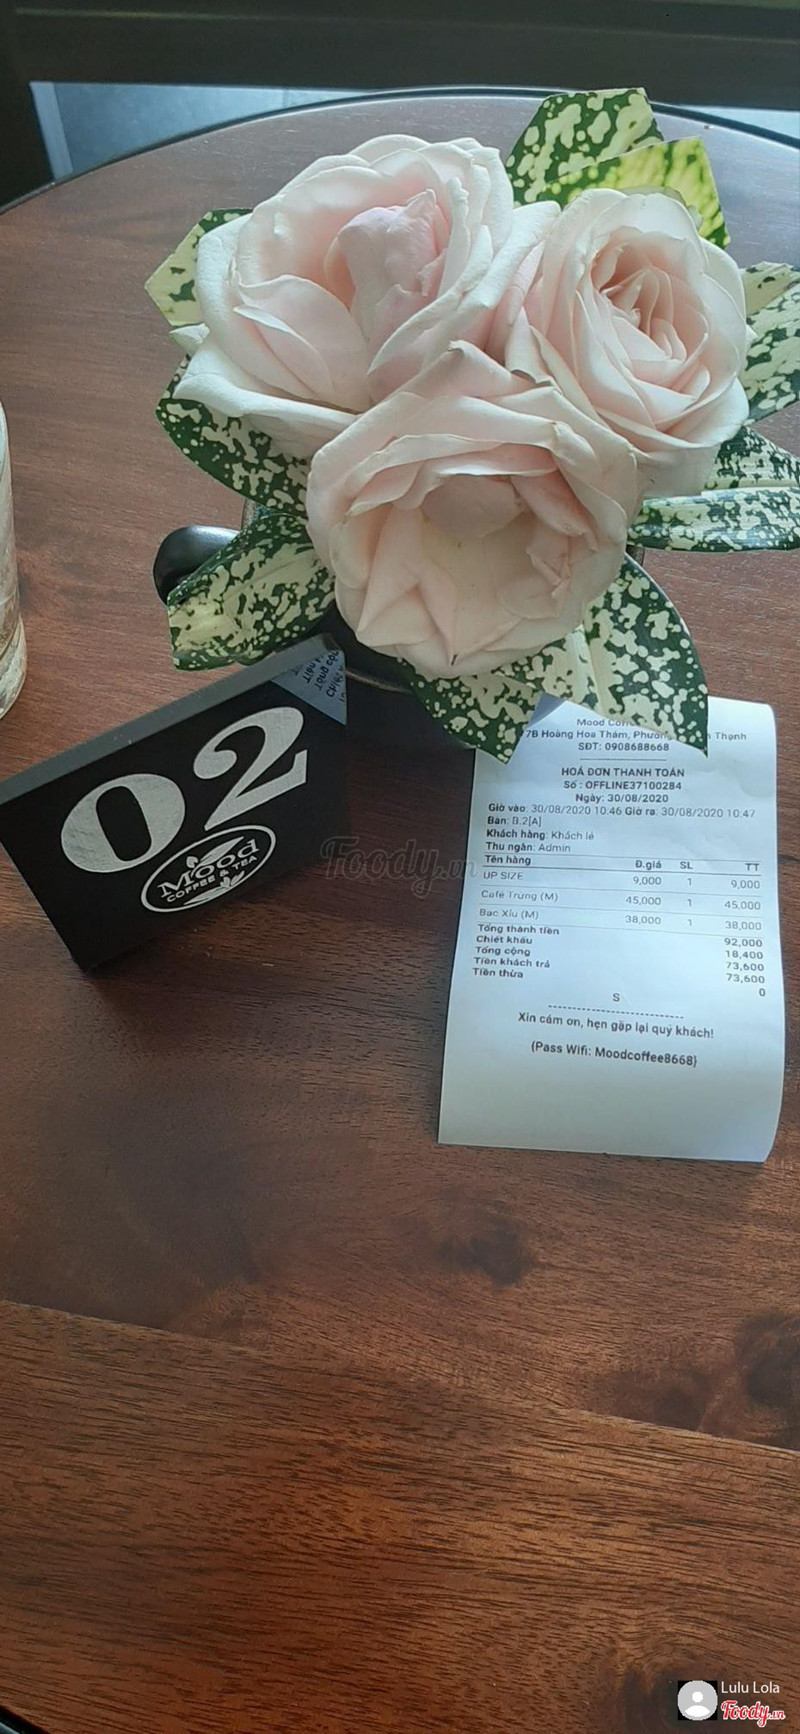 02
Mood
COFFEE & TEA
Foody.vn
Mood
7B Hoàng Hoa Thám, Thạnh
SĐT: 0908688668
HOÁ ĐƠN THANH TOÁN
Số : OFFLINE37100284
Ngày: 30/08/2020
Giờ vào: 30/08/2020 10:46 Giờ ra: 30/08/2020 10:47
Bàn: B.2[A]
Khách hàng: Khách lẻ
Thu ngân: Admin
Tên hàng Đ.giá SL TT
UP SIZE 9,000 1 9,000
Café Trứng (M) 45,000 1 45,000
Bạc Xỉu (M) 38,000 1 38,000
Tổng thành tiền 92,000
Chiết khấu 18,400
Tổng cộng 73,600
Tiền khách trả 73,600
Tiền thừa 0
S
Xin cảm ơn, hẹn gặp lại quý khách!
(Pass Wifi: Moodcoffee8668)
Lulu Lola
Foody.vn